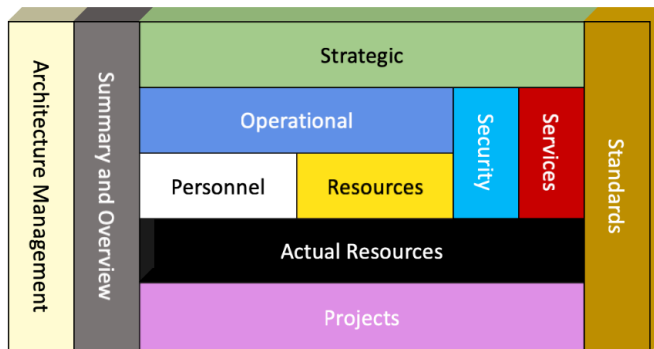 Architecture Management
Summary and Overview
Strategic
Operational
Security
Services
Standards
Personnel
Resources
Actual Resources
Projects